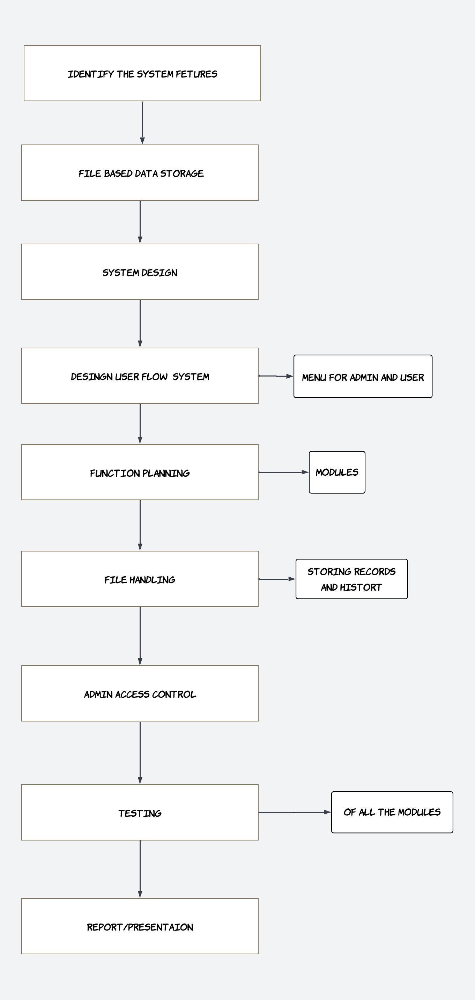 IDENTIFY THE SYSTEM FETURES
FILE BASED DATA STORAGE
SYSTEM DESIGN
DESINGN USER FLOW  SYSTEM
MENU FOR ADMIN AND USER
FUNCTION PLANNING
MODULES
FILE HANDLING
STORING RECORDS
AND HISTORT
ADMIN ACCESS CONTROL
TESTING
OF ALL THE MODULES
REPORT/PRESENTAION